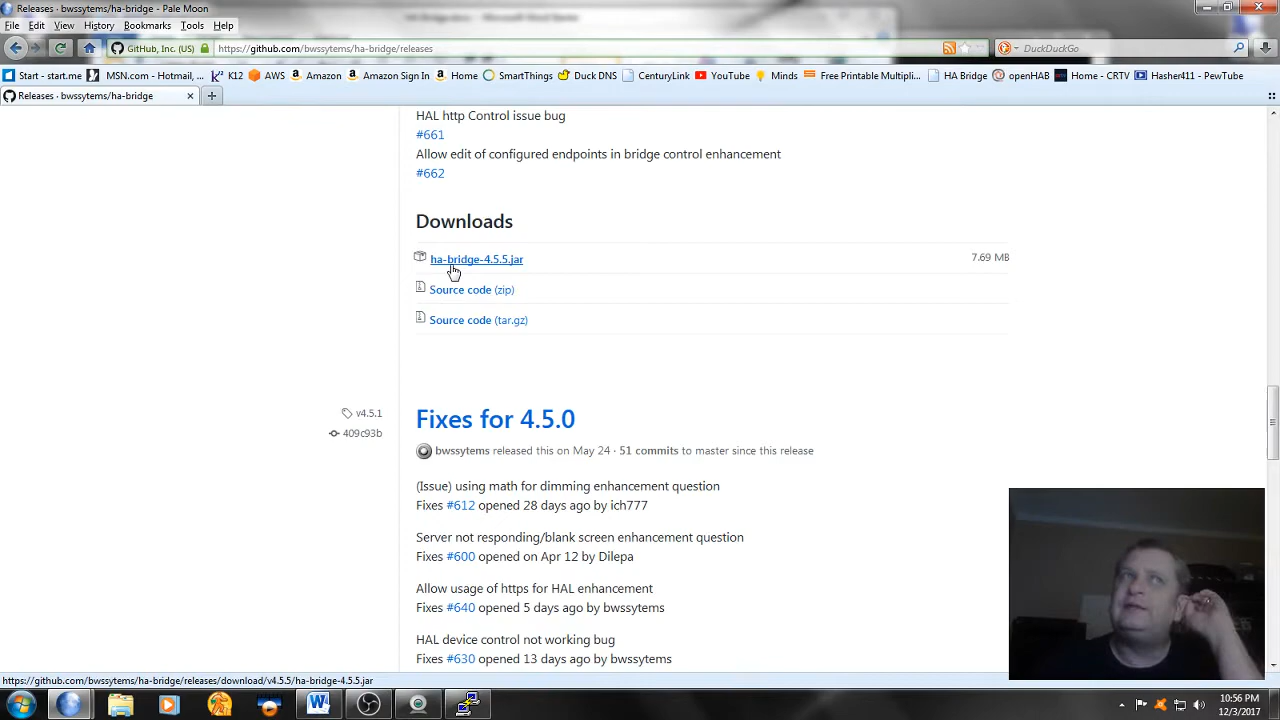 Releases · bwssytems/ha-bridge - Pale Moon
File Edit View History Bookmarks Tools Help
GitHub, Inc. (US) https://github.com/bwssytems/ha-bridge/releases DuckDuckGo
Start - start.me MSN.com - Hotmail, ... K12 AWS Amazon Amazon Sign In Home SmartThings Duck DNS CenturyLink YouTube Minds Free Printable Multipli... HA Bridge openHAB Home - CRTV Hasher411 - PewTube
Releases · bwssytems/ha-bridge
HAL http Control issue bug
#661
Allow edit of configured endpoints in bridge control enhancement
#662
Downloads
ha-bridge-4.5.5.jar 7.69 MB
Source code (zip)
Source code (tar.gz)
v4.5.1
409c93b
Fixes for 4.5.0
bwssytems released this on May 24 · 51 commits to master since this release
(Issue) using math for dimming enhancement question
Fixes #612 opened 28 days ago by ich777
Server not responding/blank screen enhancement question
Fixes #600 opened on Apr 12 by Dilepa
Allow usage of https for HAL enhancement
Fixes #640 opened 5 days ago by bwssytems
HAL device control not working bug
Fixes #630 opened 13 days ago by bwssytems
https://github.com/bwssytems/ha-bridge/releases/download/v4.5.5/ha-bridge-4.5.5.jar
10:56 PM
12/3/2017